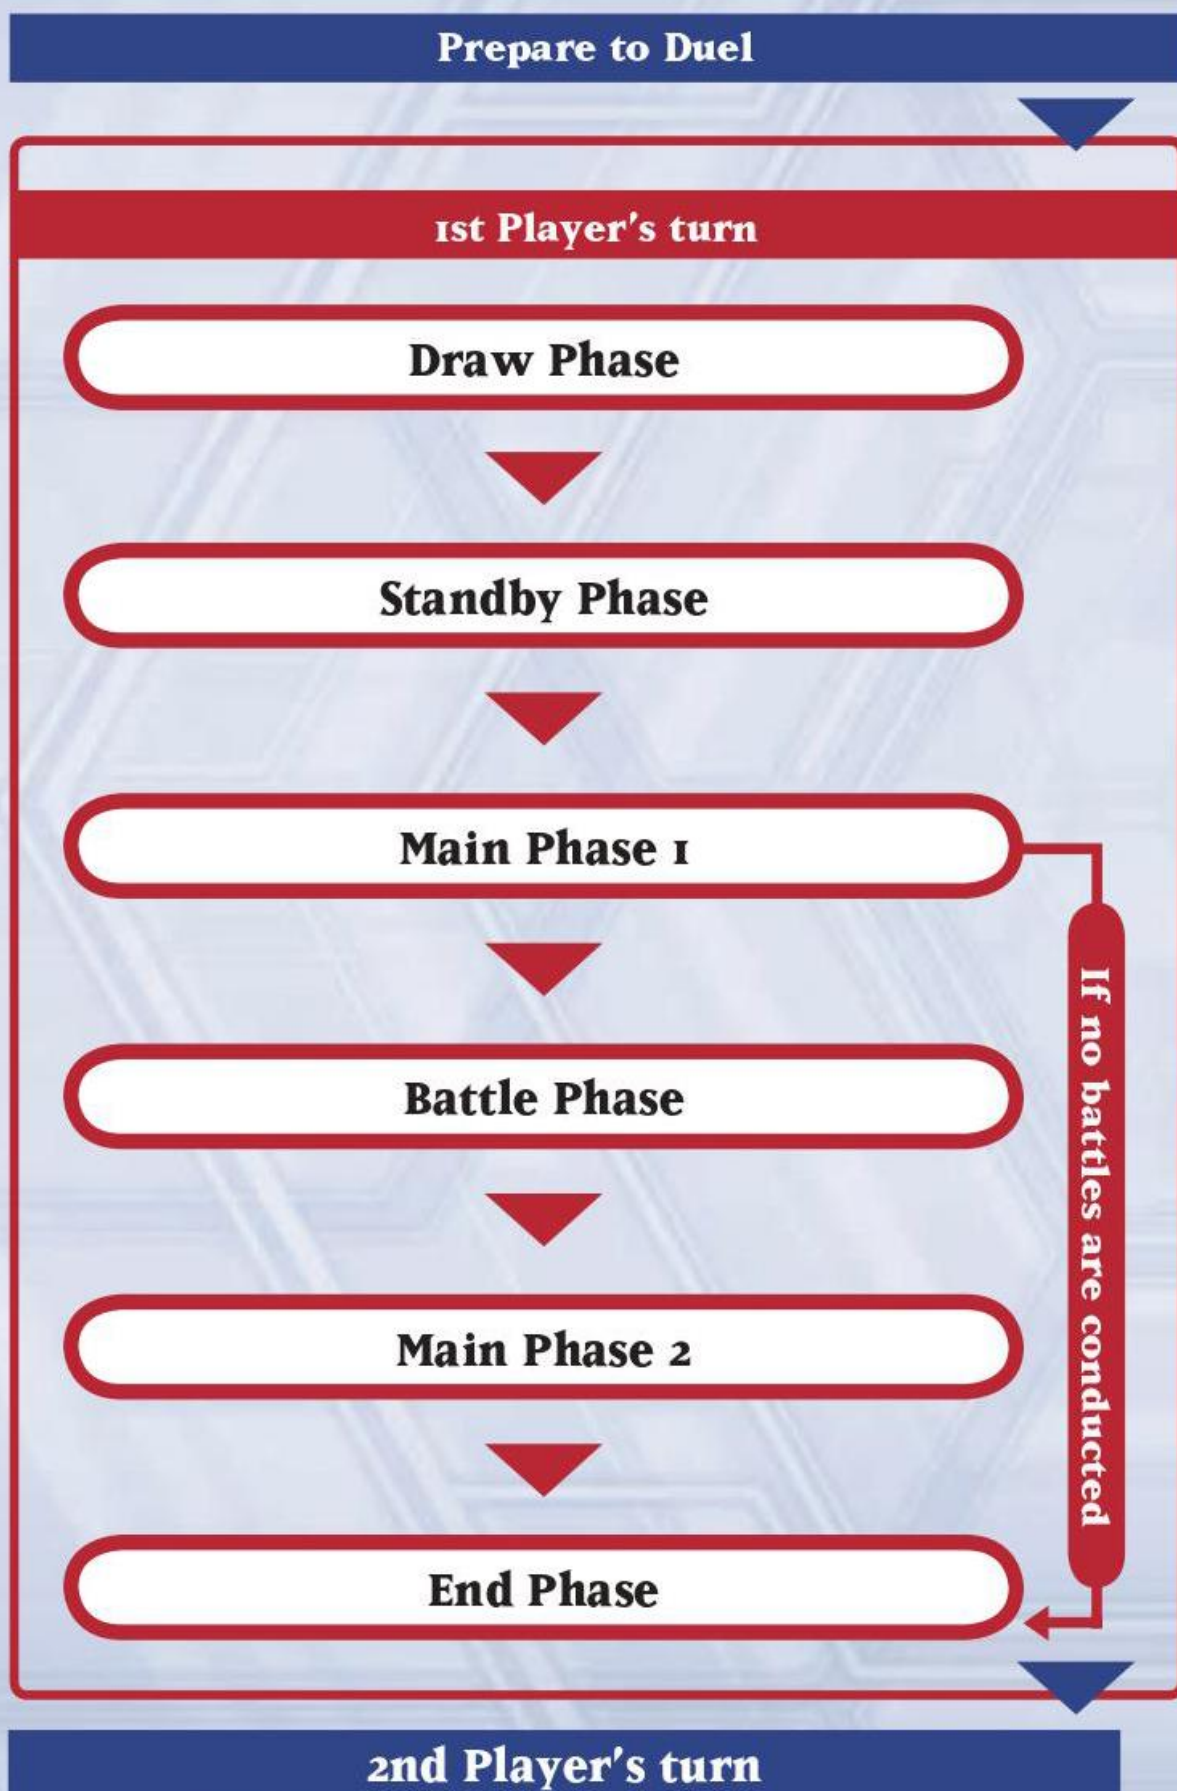 Prepare to Duel
1st Player's turn
Draw Phase
Standby Phase
Main Phase 1
If no battles are conducted
Battle Phase
Main Phase 2
End Phase
2nd Player's turn